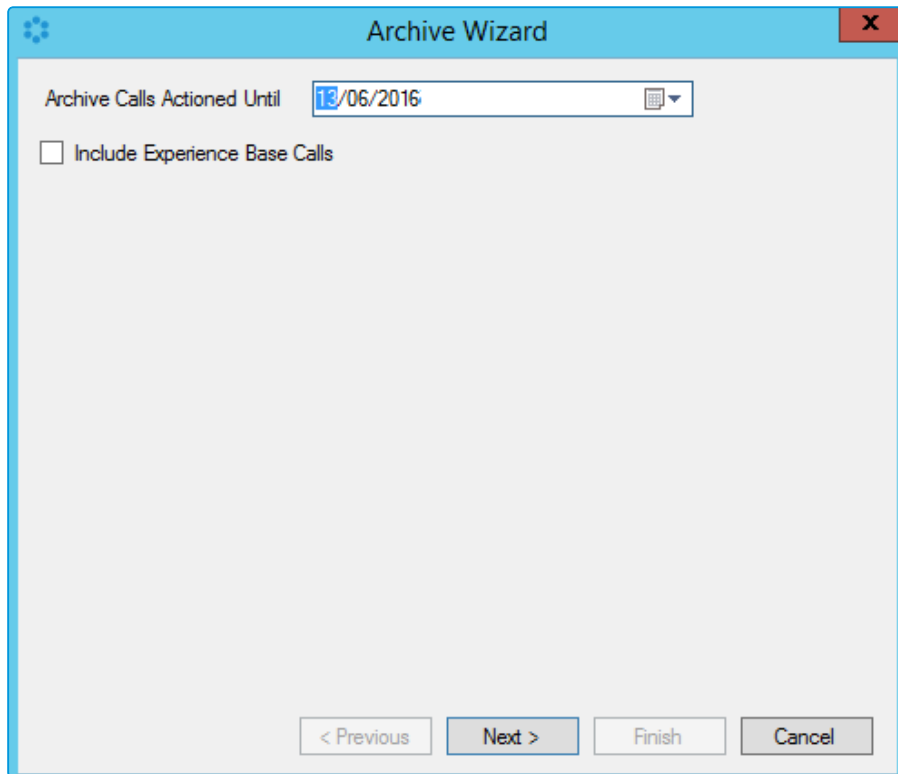 Archive Wizard
x
Archive Calls Actioned Until 13/06/2016
Include Experience Base Calls
< Previous Next > Finish Cancel